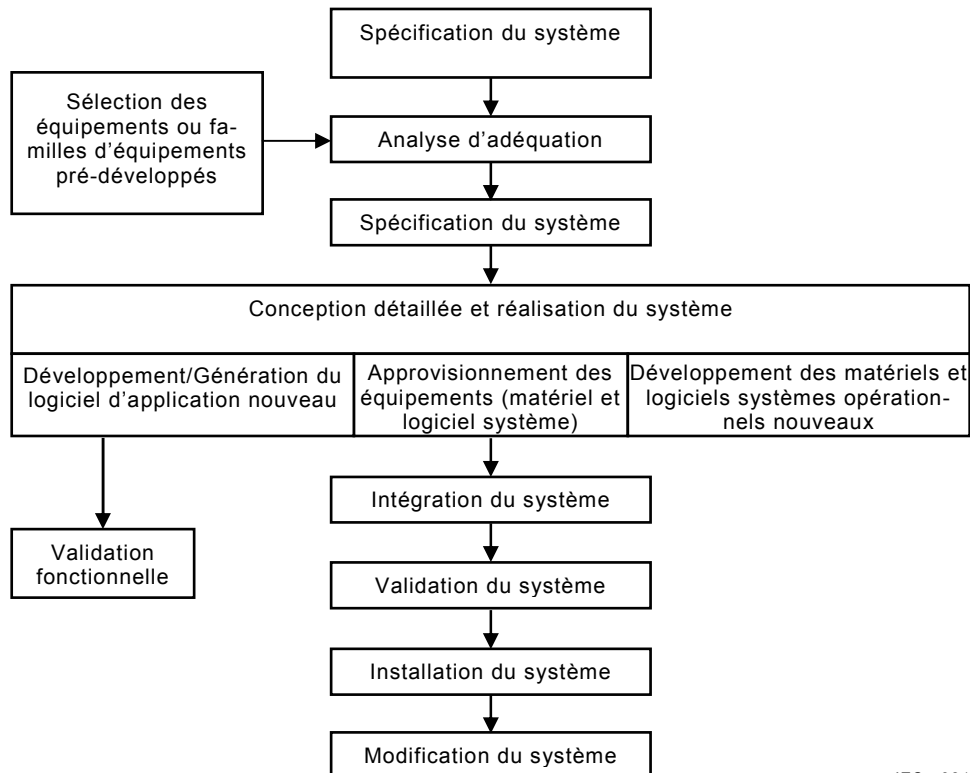 Spécification du système
Sélection des
équipements ou fa-
milles d'équipements
pré-développés
Analyse d'adéquation
Spécification du système
Conception détaillée et réalisation du système
Développement/Génération du
logiciel d'application nouveau
Approvisionnement des
équipements (matériel et
logiciel système)
Développement des matériels et
logiciels systèmes opération-
nels nouveaux
Intégration du système
Validation
fonctionnelle
Validation du système
Installation du système
Modification du système